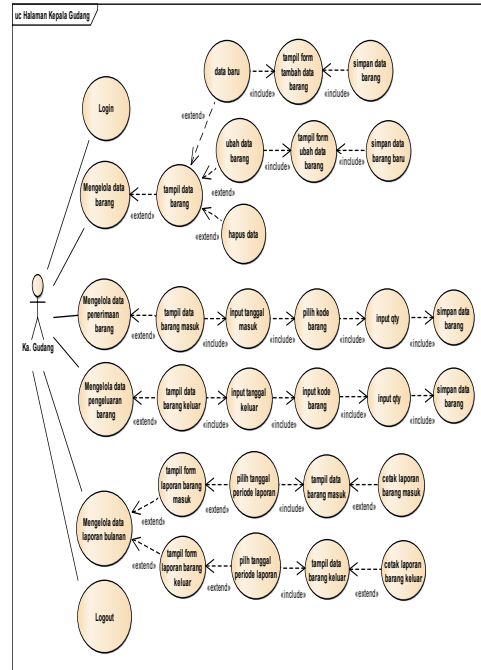 uc Halaman Kepala Gudang
data baru
tampil form
tambah data
barang
simpan data
barang
«include»
«include»
«extend»
Login
ubah data
barang
tampil form
ubah data
barang
simpan data
barang baru
«include»
«include»
«extend»
Mengelola data
barang
tampil data
barang
«extend»
«extend»
hapus data
Ka. Gudang
Mengelola data
penerimaan
barang
tampil data
barang masuk
input tanggal
masuk
pilih kode
barang
input qty
simpan data
barang
«extend»
«include»
«include»
«include»
«include»
Mengelola data
pengeluaran
barang
tampil data
barang keluar
input tanggal
keluar
input kode
barang
input qty
simpan data
barang
«extend»
«include»
«include»
«include»
«include»
tampil form
laporan barang
masuk
pilih tanggal
periode laporan
tampil data
barang masuk
cetak laporan
barang masuk
«extend»
«extend»
«include»
«extend»
Mengelola data
laporan bulanan
tampil form
laporan barang
keluar
pilh tanggal
periode laporan
tampil data
barang keluar
cetak laporan
barang keluar
«extend»
«extend»
«include»
«extend»
Logout